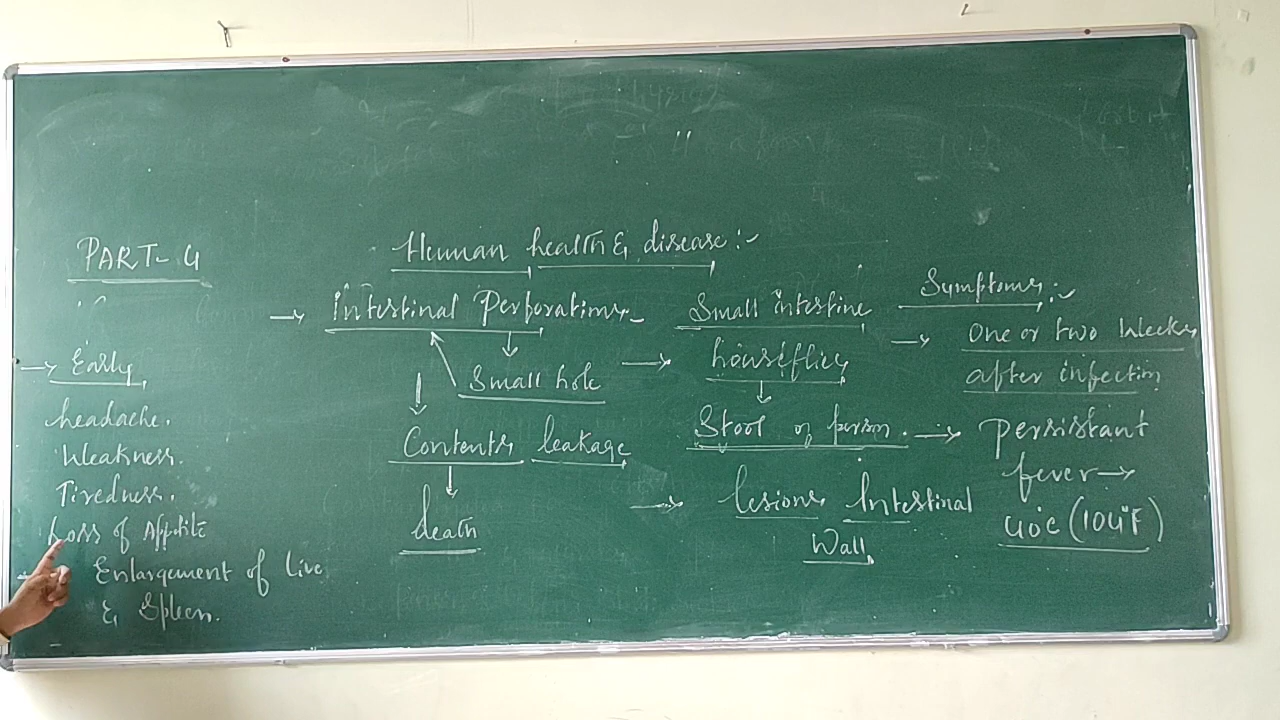 PART-4
Human health & disease:-
→ Early
headache.
Weakness.
Tiredness.
Loss of Appetite
→ Enlargement of Live
& Spleen.
→ Intestinal Perforations-
Small hole
Contents leakage
death
Small intestine
→ houseflies
Stool of person.
→ lesions Intestinal
Wall
Symptoms:-
→ One or two Weeks
after infection
→ persistant
fever →
40°C (104°F)